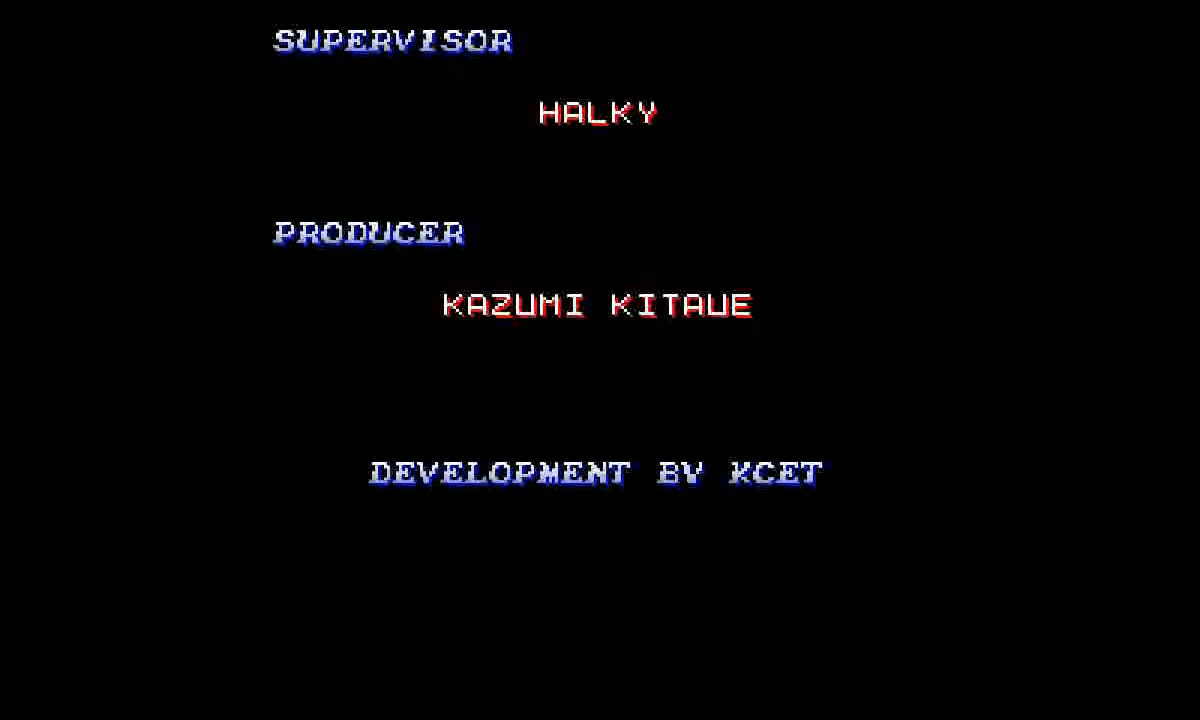 SUPERVISOR
HALKY
PRODUCER
KAZUMI KITAUE
DEVELOPMENT BY KCET